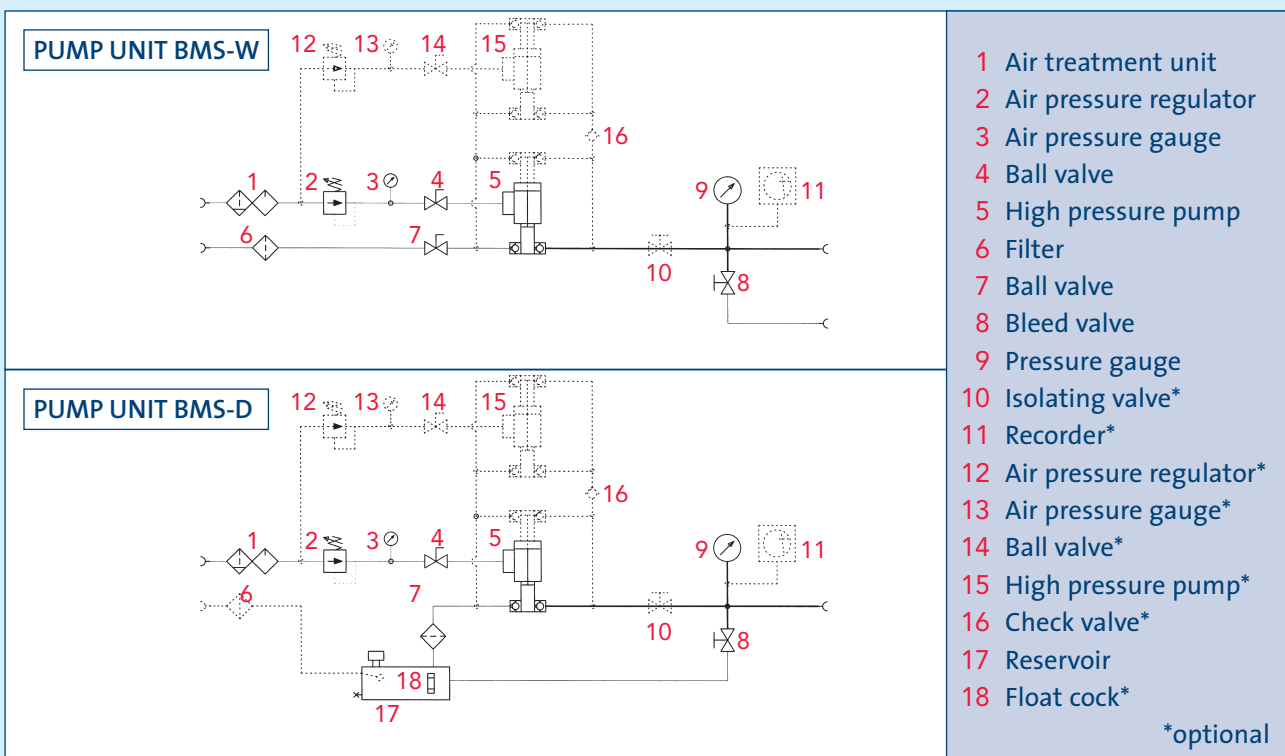 PUMP UNIT BMS-W
12 13 14 15
16
1 2 3 4 5 9 11
6 7
10 8
PUMP UNIT BMS-D
12 13 14 15
16
1 2 3 4 5 9 11
6 7
10 8
18
17
1 Air treatment unit
2 Air pressure regulator
3 Air pressure gauge
4 Ball valve
5 High pressure pump
6 Filter
7 Ball valve
8 Bleed valve
9 Pressure gauge
10 Isolating valve*
11 Recorder*
12 Air pressure regulator*
13 Air pressure gauge*
14 Ball valve*
15 High pressure pump*
16 Check valve*
17 Reservoir
18 Float cock*
*optional